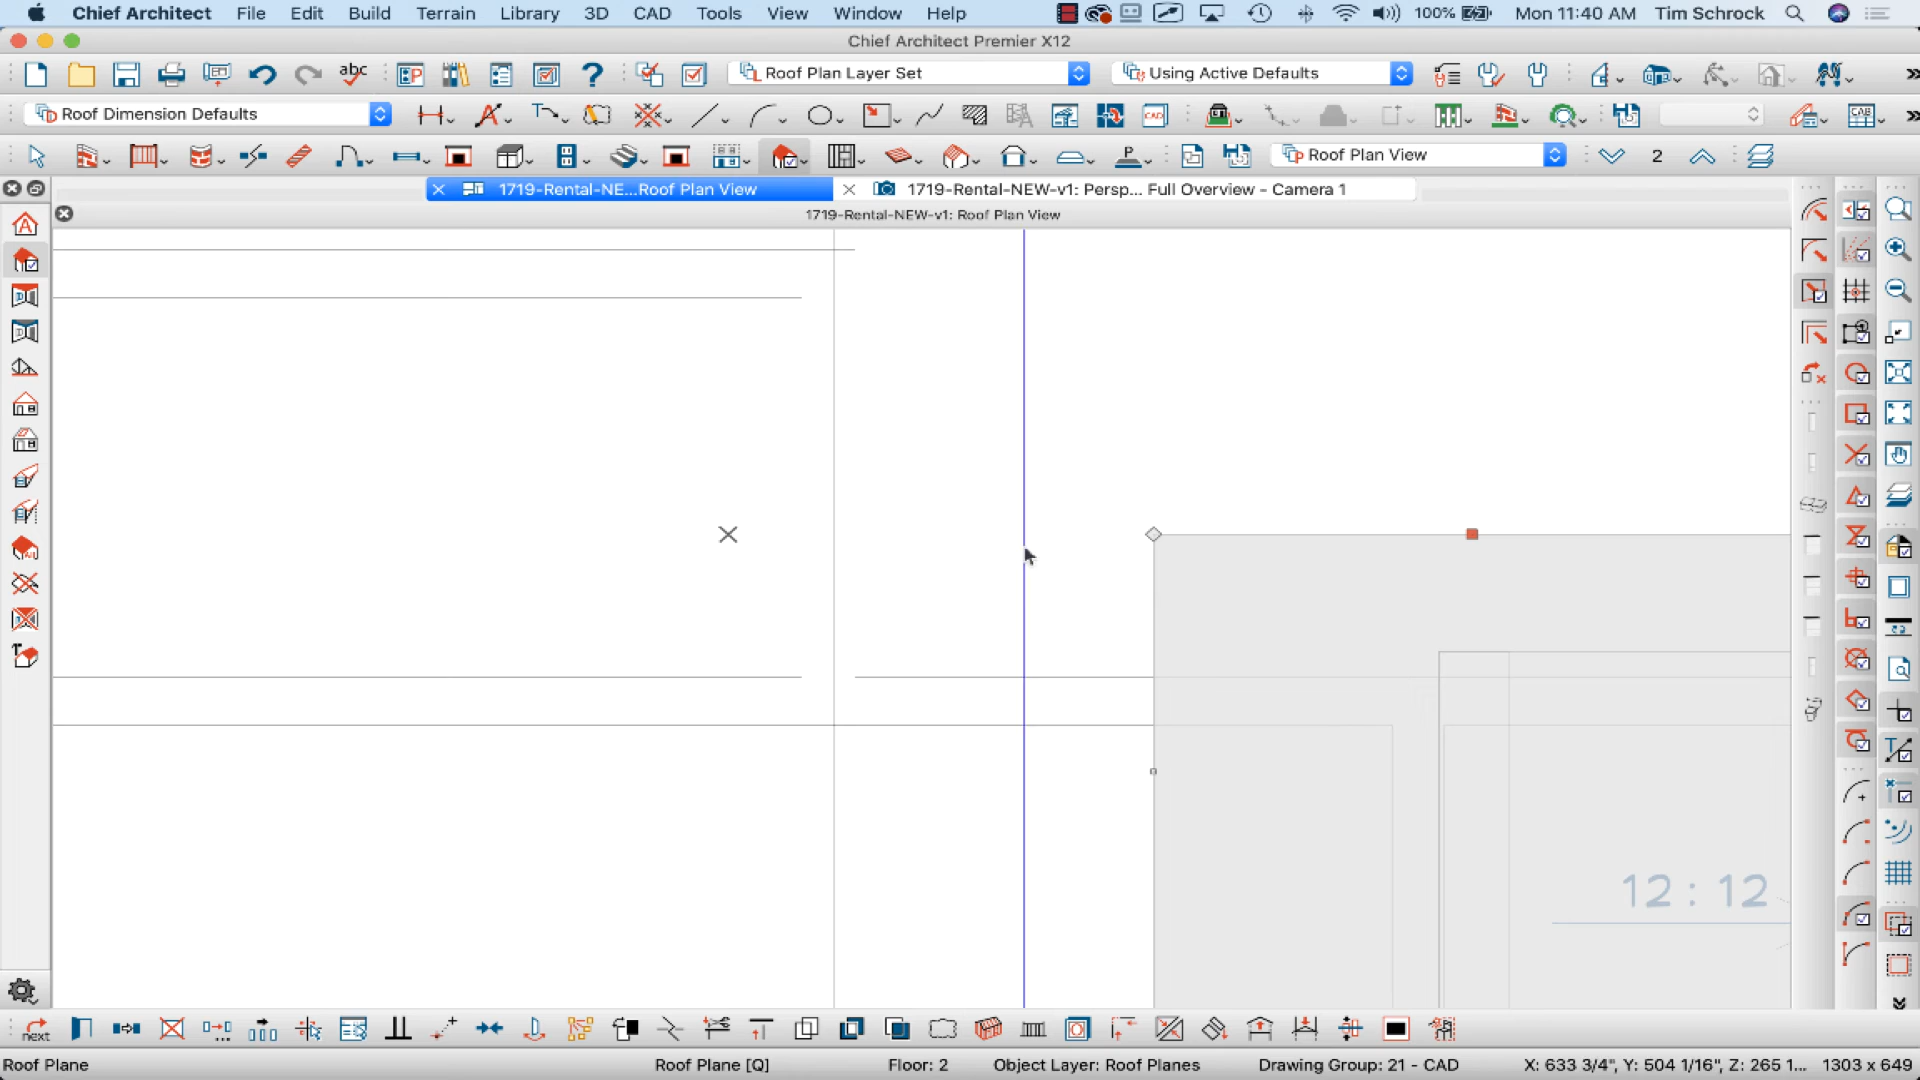 Chief Architect File Edit Build Terrain Library 3D CAD Tools View Window Help 100% Mon 11:40 AM Tim Schrock
Chief Architect Premier X12
abc Roof Plan Layer Set Using Active Defaults
Roof Dimension Defaults CAD CAB
Roof Plan View 2
1719-Rental-NE...Roof Plan View 1719-Rental-NEW-v1: Persp... Full Overview - Camera 1
1719-Rental-NEW-v1: Roof Plan View
12 : 12
next
Roof Plane Roof Plane [Q] Floor: 2 Object Layer: Roof Planes Drawing Group: 21 - CAD X: 633 3/4", Y: 504 1/16", Z: 265 1... 1303 x 649